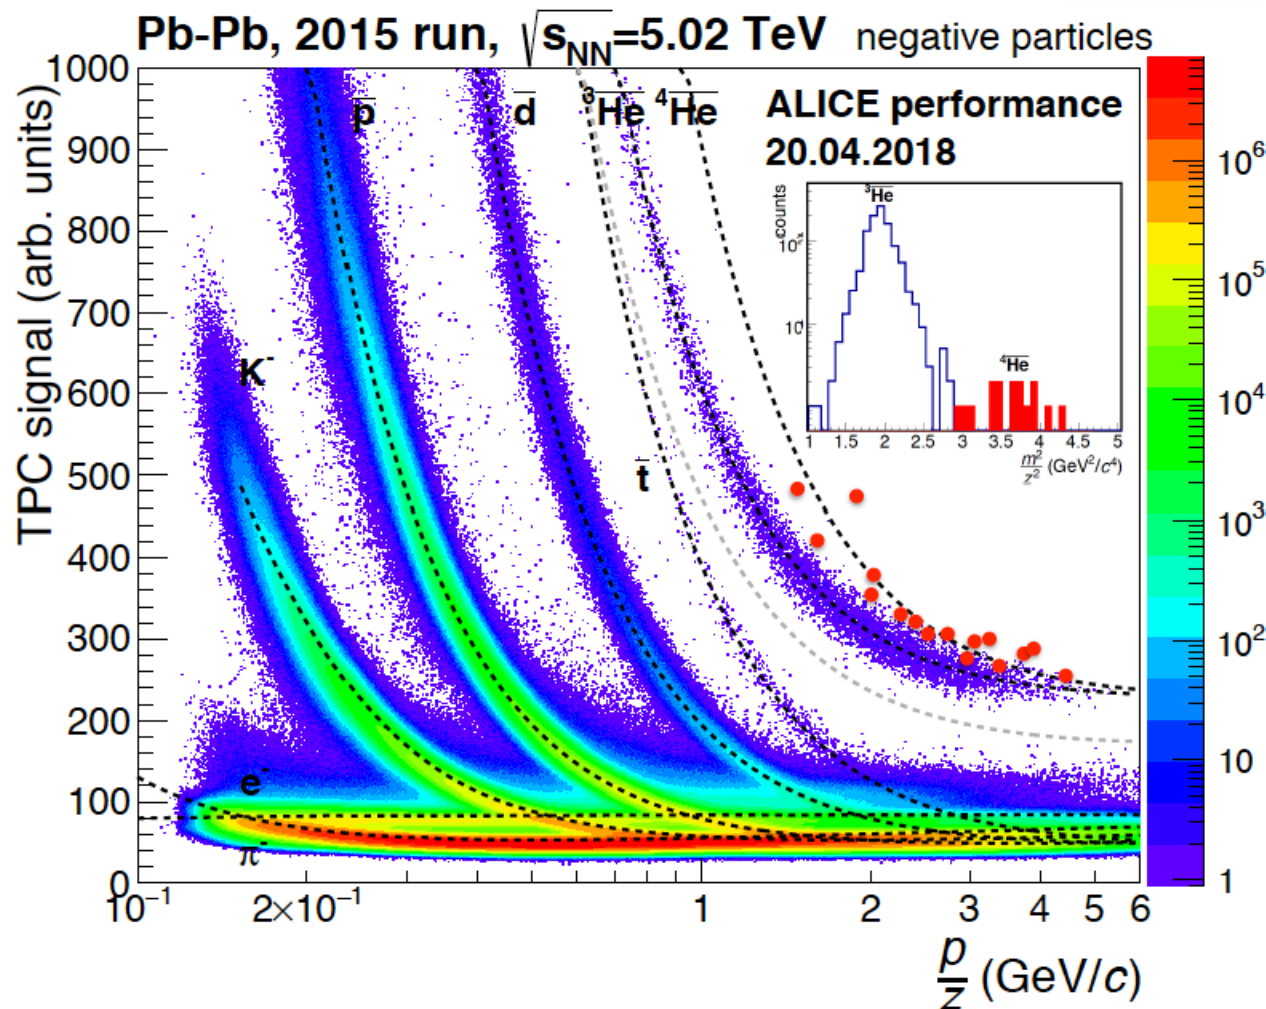 Pb-Pb, 2015 run, √s_NN=5.02 TeV negative particles
TPC signal (arb. units)
1000
900
800
700
600
500
400
300
200
100
0
p̅
d̅
³H̅e̅ ⁴H̅e̅
K⁻
t̅
e⁻
π⁻
ALICE performance
20.04.2018
counts
10²
10
³H̅e̅
⁴H̅e̅
1 1.5 2 2.5 3 3.5 4 4.5 5
m²/z² (GeV²/c⁴)
10⁶
10⁵
10⁴
10³
10²
10
1
10⁻¹ 2×10⁻¹ 1 2 3 4 5 6
p/z (GeV/c)